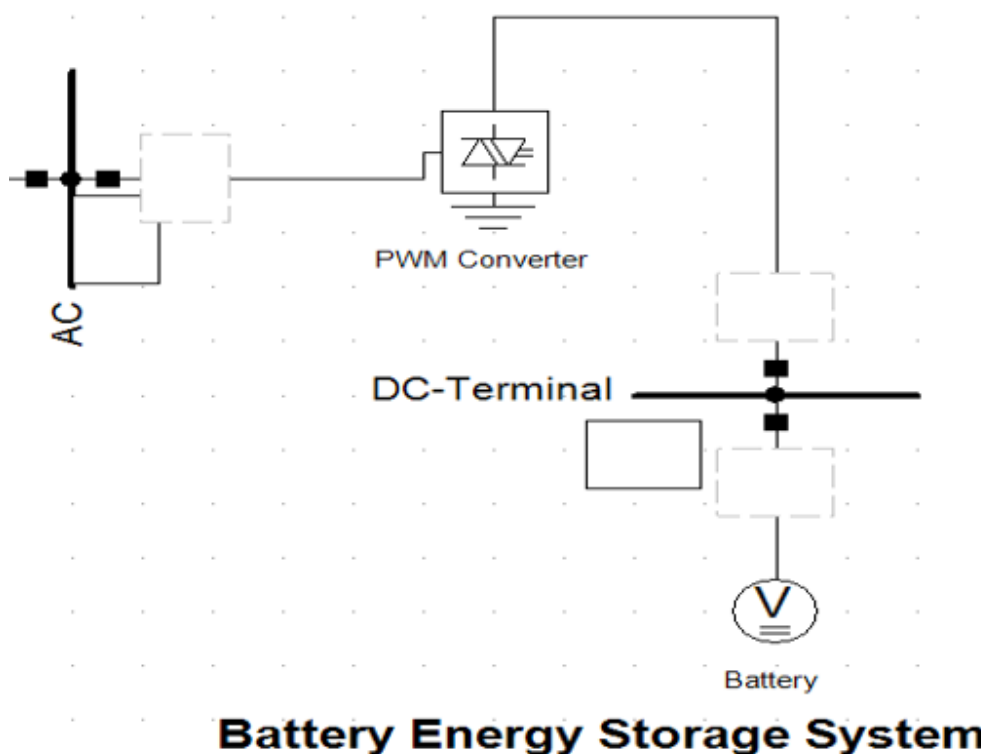 PWM Converter
AC
DC-Terminal
V
Battery
Battery Energy Storage System